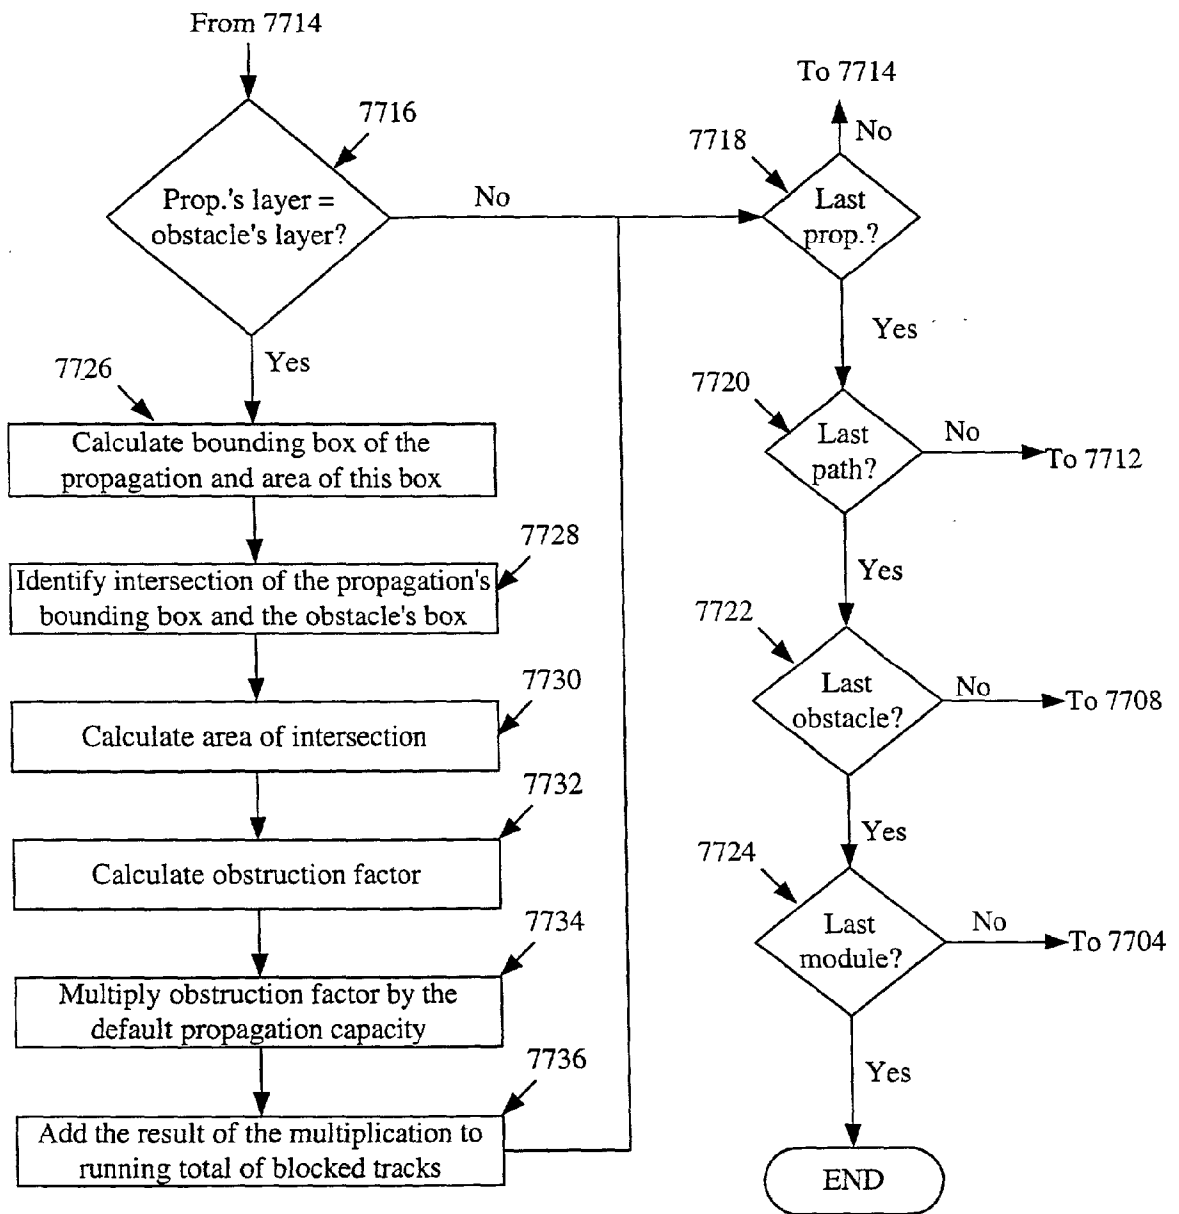 From 7714
7716
Prop.'s layer =
obstacle's layer?
No
Yes
7726
Calculate bounding box of the
propagation and area of this box
7728
Identify intersection of the propagation's
bounding box and the obstacle's box
7730
Calculate area of intersection
7732
Calculate obstruction factor
7734
Multiply obstruction factor by the
default propagation capacity
7736
Add the result of the multiplication to
running total of blocked tracks
To 7714
No
7718
Last
prop.?
Yes
7720
Last
path?
No
To 7712
Yes
7722
Last
obstacle?
No
To 7708
Yes
7724
Last
module?
No
To 7704
Yes
END